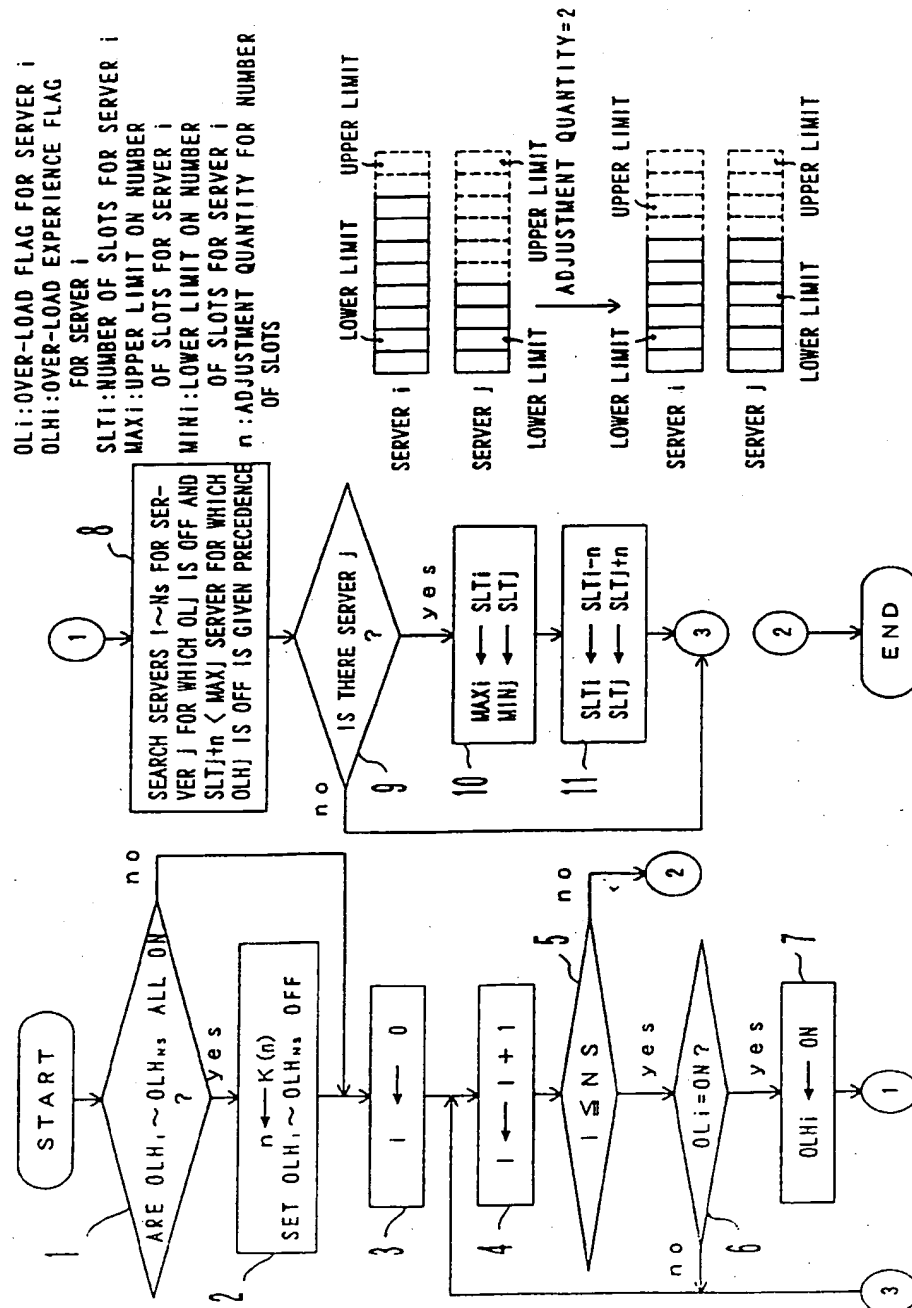 START
1
ARE OLH₁~OLHNS ALL ON
?
no
yes
2
n ← K(n)
SET OLH₁~OLHNS OFF
3
I ← 0
4
I ← I + 1
5
I ≦ N S
no
2
yes
6
OLi=ON?
no
yes
7
OLHi ← ON
1
3
1
8
SEARCH SERVERS 1~Ns FOR SER-
VER j FOR WHICH OLj IS OFF AND
SLTj+n < MAXj SERVER FOR WHICH
OLHj IS OFF IS GIVEN PRECEDENCE
9
IS THERE SERVER j
?
no
yes
10
MAXi ← SLTi
MINj ← SLTj
11
SLTi ← SLTi-n
SLTj ← SLTj+n
3
2
END
OLi:OVER-LOAD FLAG FOR SERVER i
OLHi:OVER-LOAD EXPERIENCE FLAG
FOR SERVER i
SLTi:NUMBER OF SLOTS FOR SERVER i
MAXi:UPPER LIMIT ON NUMBER
OF SLOTS FOR SERVER i
MINi:LOWER LIMIT ON NUMBER
OF SLOTS FOR SERVER i
n:ADJUSTMENT QUANTITY FOR NUMBER
OF SLOTS
LOWER LIMIT
UPPER LIMIT
SERVER i
SERVER j
LOWER LIMIT
UPPER LIMIT
ADJUSTMENT QUANTITY=2
LOWER LIMIT
UPPER LIMIT
SERVER i
SERVER j
LOWER LIMIT
UPPER LIMIT